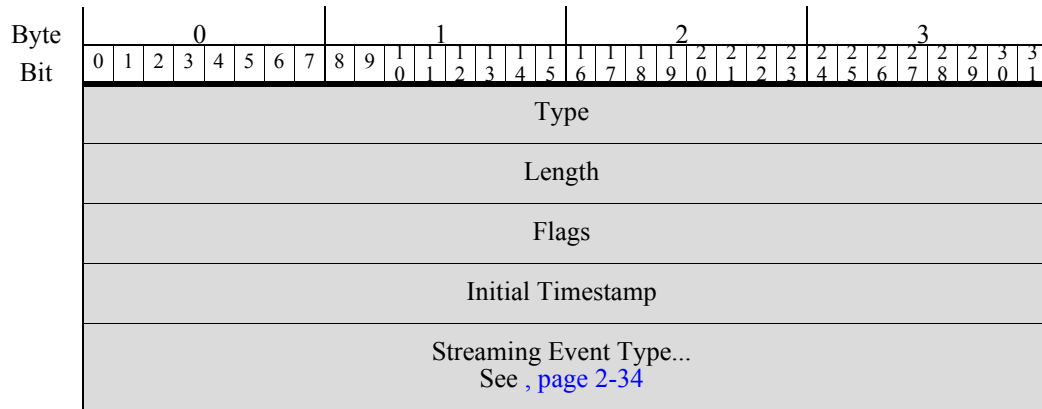 Byte 0 1 2 3
Bit 0 1 2 3 4 5 6 7 8 9 10 11 12 13 14 15 16 17 18 19 20 21 22 23 24 25 26 27 28 29 30 31
Type
Length
Flags
Initial Timestamp
Streaming Event Type...
See , page 2-34